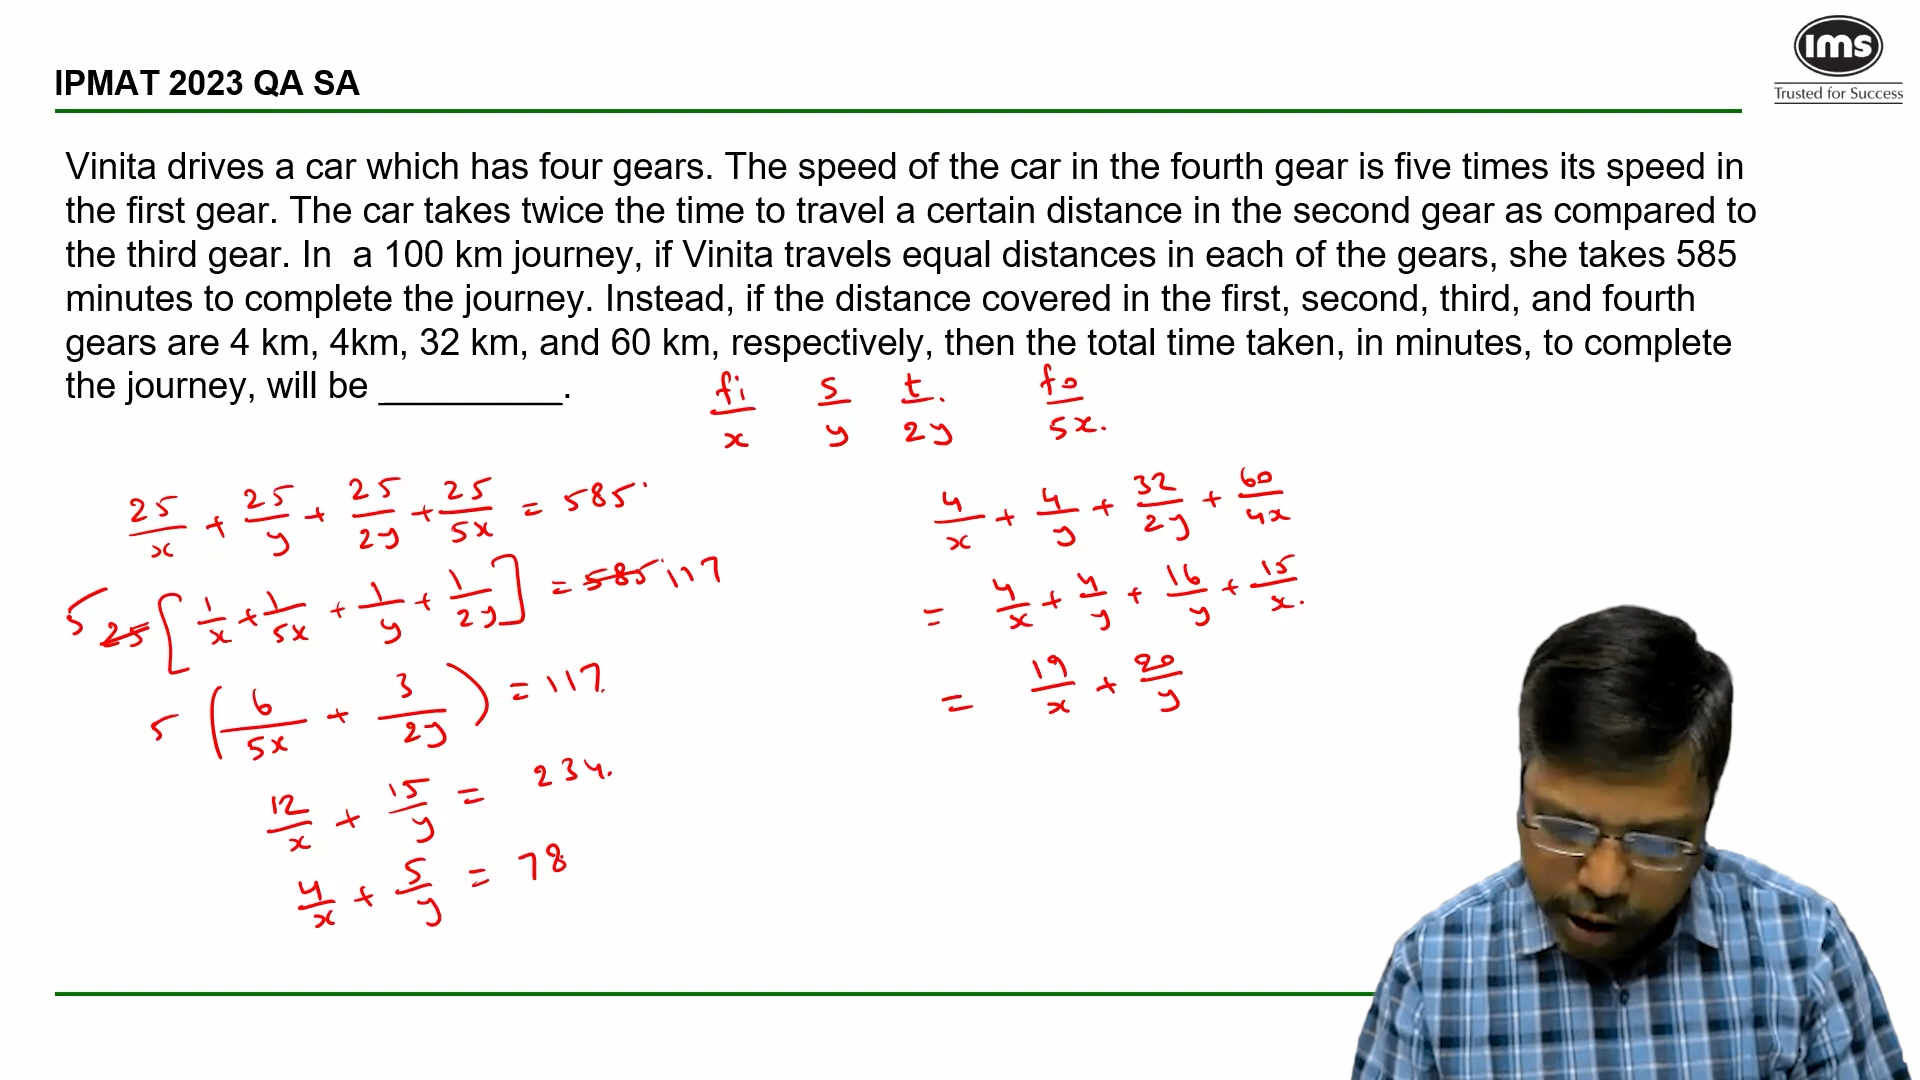 IPMAT 2023 QA SA
ims
Trusted for Success
Vinita drives a car which has four gears. The speed of the car in the fourth gear is five times its speed in
the first gear. The car takes twice the time to travel a certain distance in the second gear as compared to
the third gear. In a 100 km journey, if Vinita travels equal distances in each of the gears, she takes 585
minutes to complete the journey. Instead, if the distance covered in the first, second, third, and fourth
gears are 4 km, 4km, 32 km, and 60 km, respectively, then the total time taken, in minutes, to complete
the journey, will be _________.
fi s t. fo
x y 2y 5x.
25/x + 25/y + 25/2y + 25/5x = 585.
5 25 [1/x + 1/5x + 1/y + 1/2y] = 585 117
5 (6/5x + 3/2y) = 117.
12/x + 15/y = 234.
4/x + 5/y = 78
4/x + 4/y + 32/2y + 60/4x
= 4/x + 4/y + 16/y + 15/x.
= 19/x + 20/y